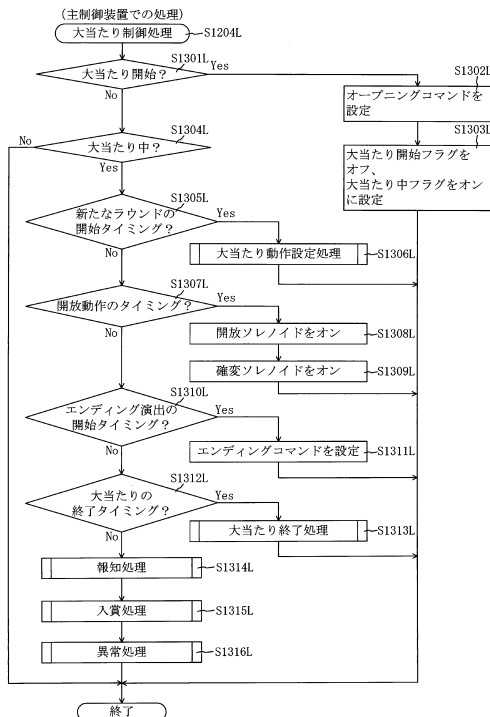 (主制御装置での処理)
大当たり制御処理
S1204L
S1301L
大当たり開始?
Yes
No
S1302L
オープニングコマンドを
設定
S1303L
大当たり開始フラグを
オフ、
大当たり中フラグをオン
に設定
S1304L
No
大当たり中?
Yes
S1305L
新たなラウンドの
開始タイミング?
Yes
No
大当たり動作設定処理
S1306L
S1307L
開放動作のタイミング?
Yes
No
開放ソレノイドをオン
S1308L
確変ソレノイドをオン
S1309L
S1310L
エンディング演出の
開始タイミング?
Yes
No
エンディングコマンドを設定
S1311L
S1312L
大当たりの
終了タイミング?
Yes
No
大当たり終了処理
S1313L
報知処理
S1314L
入賞処理
S1315L
異常処理
S1316L
終了